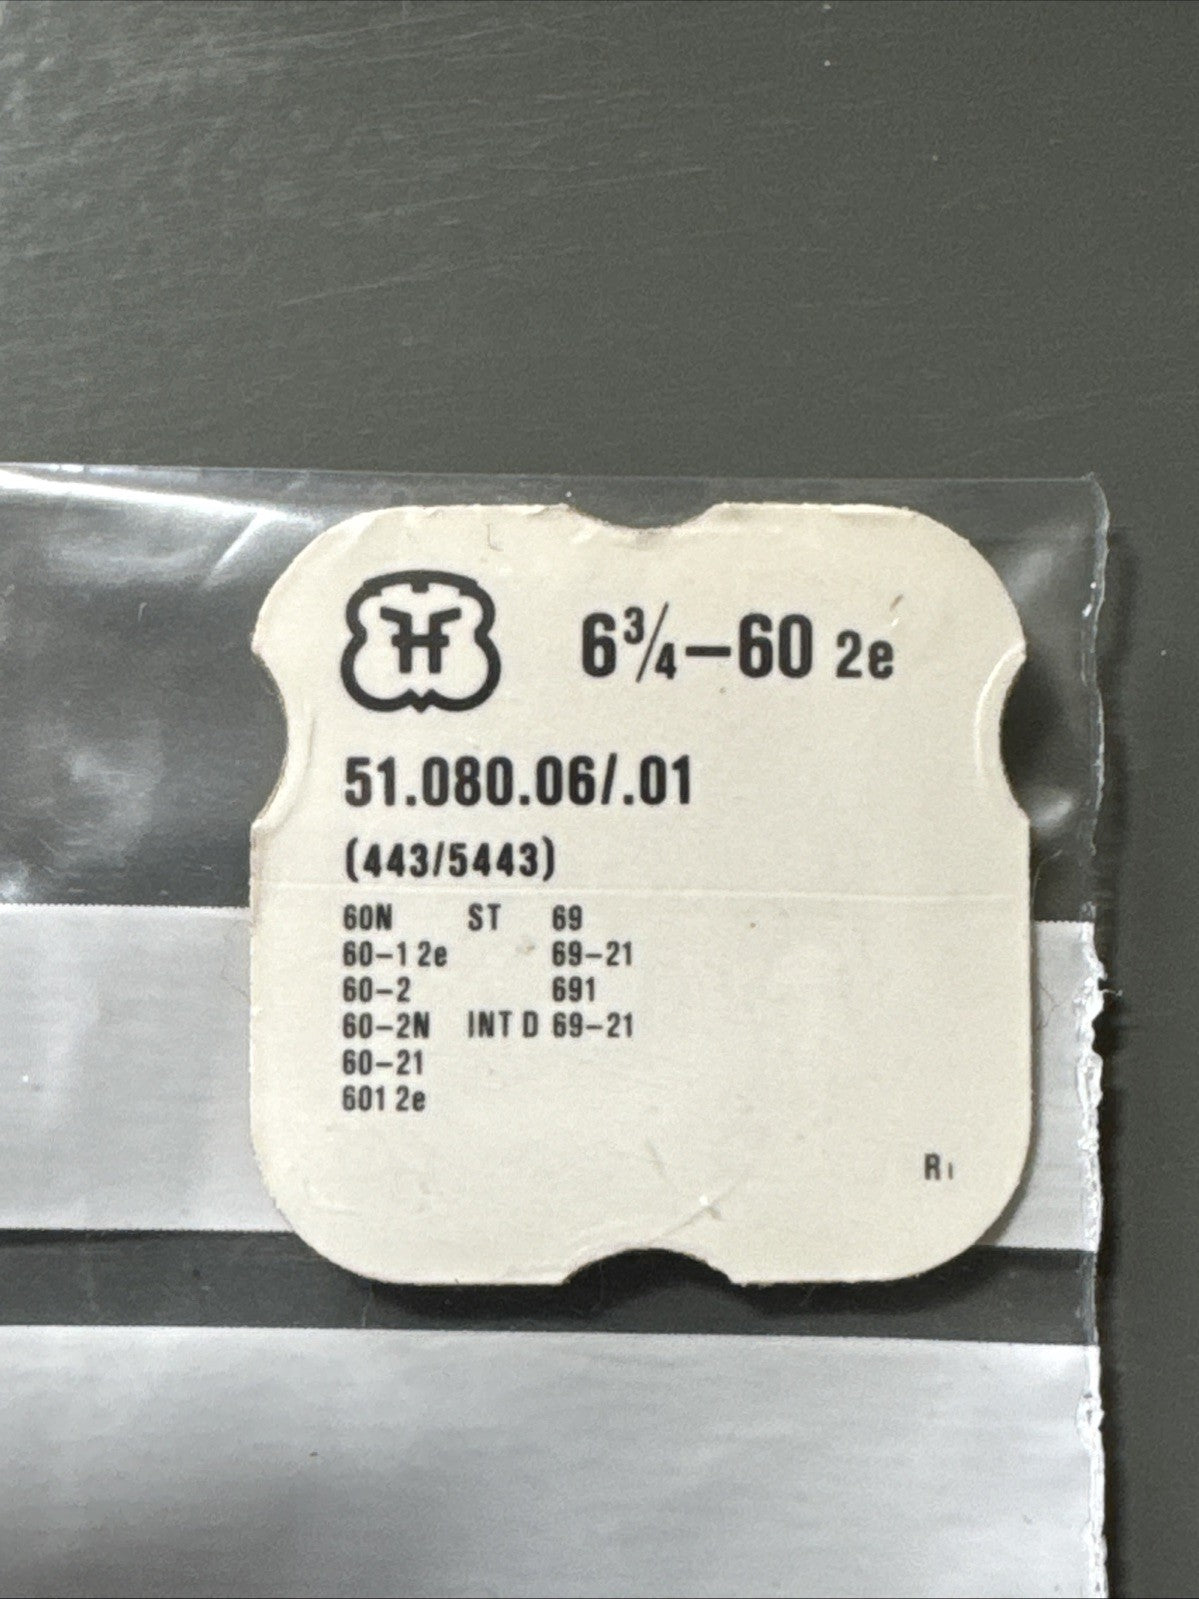 FHF
6¾–60 2e
51.080.06/.01
(443/5443)
60N ST 69
60–1 2e 69–21
60–2 691
60–2N INT D 69–21
60–21
601 2e
R